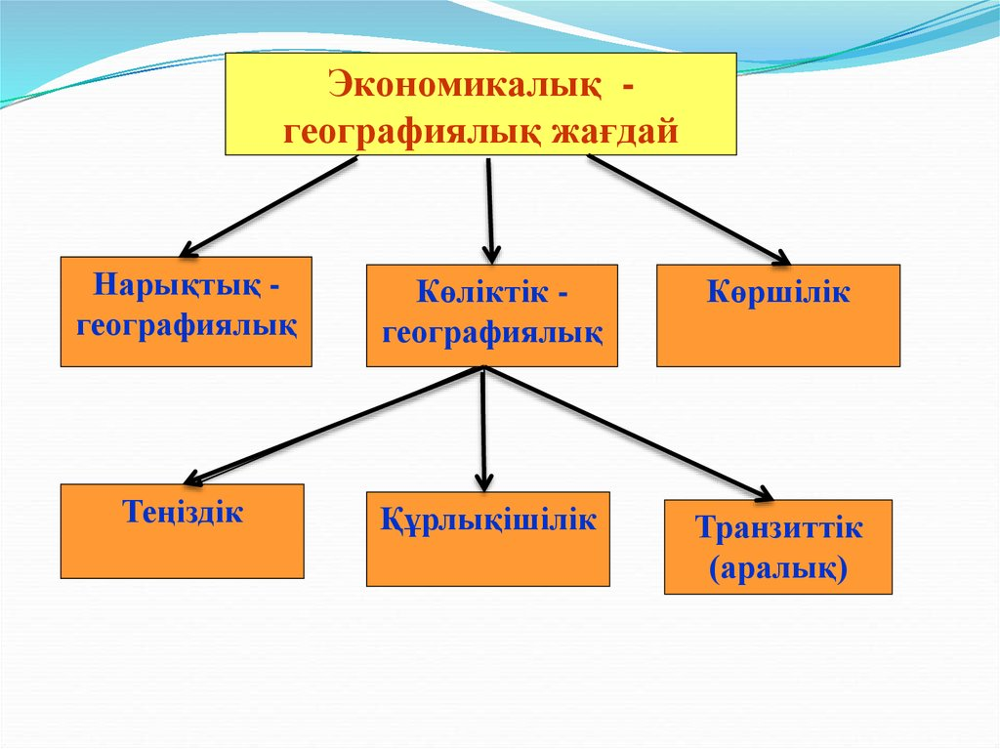 Экономикалық -
географиялық жағдай
Нарықтық -
географиялық
Көліктік -
географиялық
Көршілік
Теңіздік
Құрлықішілік
Транзиттік
(аралық)